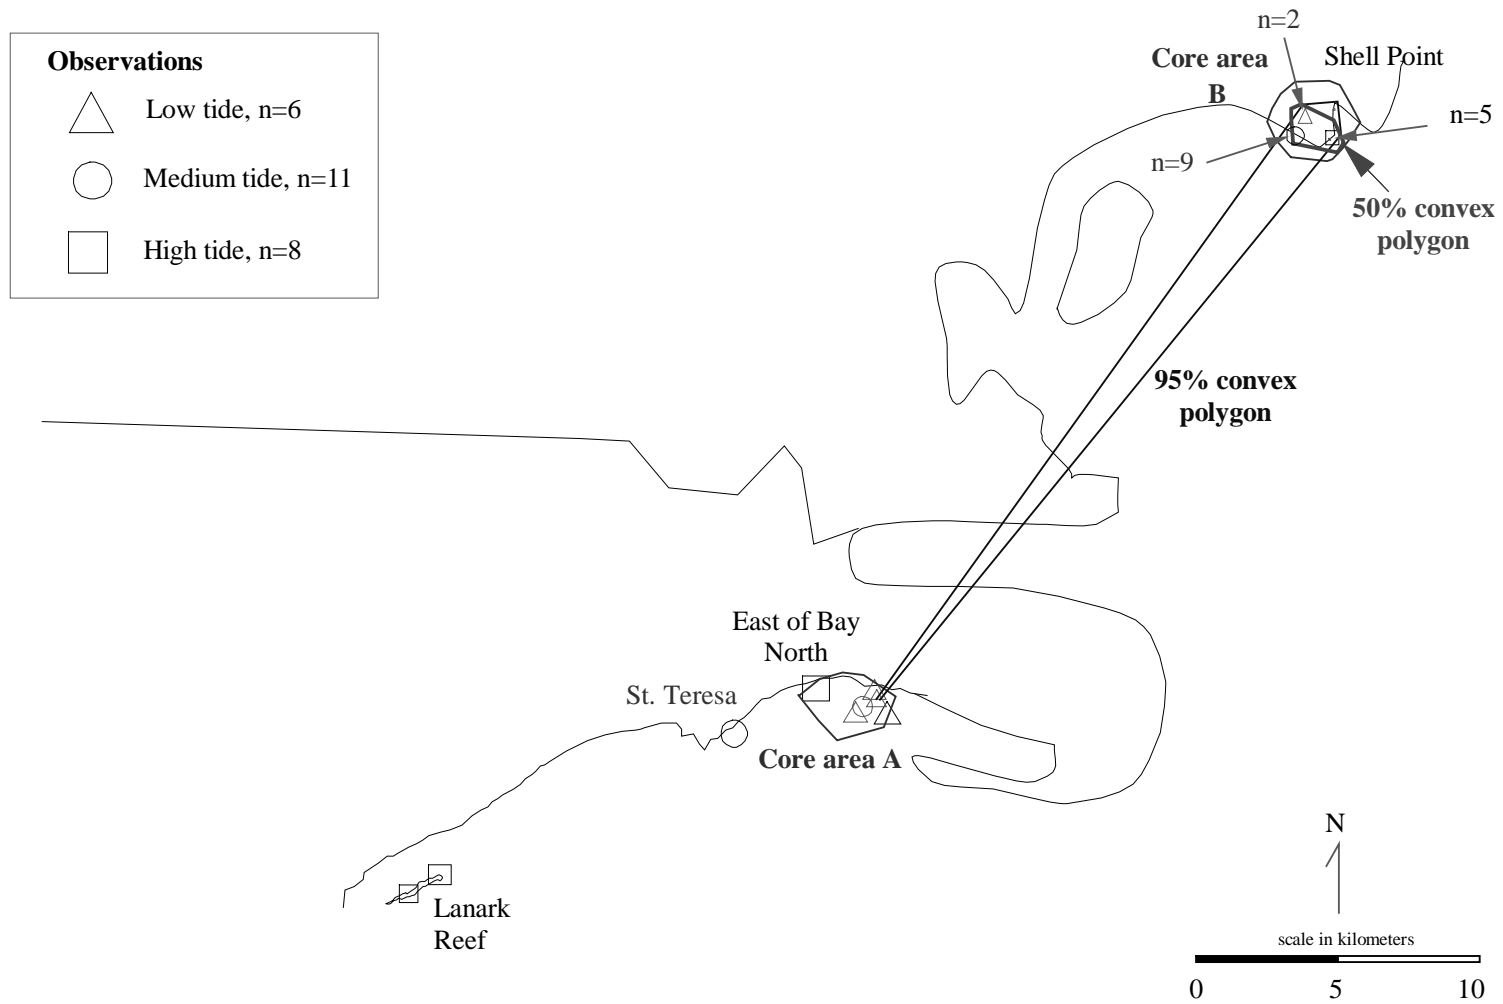 Observations
Low tide, n=6
Medium tide, n=11
High tide, n=8
n=2
Core area
B
Shell Point
n=5
n=9
50% convex
polygon
95% convex
polygon
East of Bay
North
St. Teresa
Core area A
Lanark
Reef
N
scale in kilometers
0 5 10